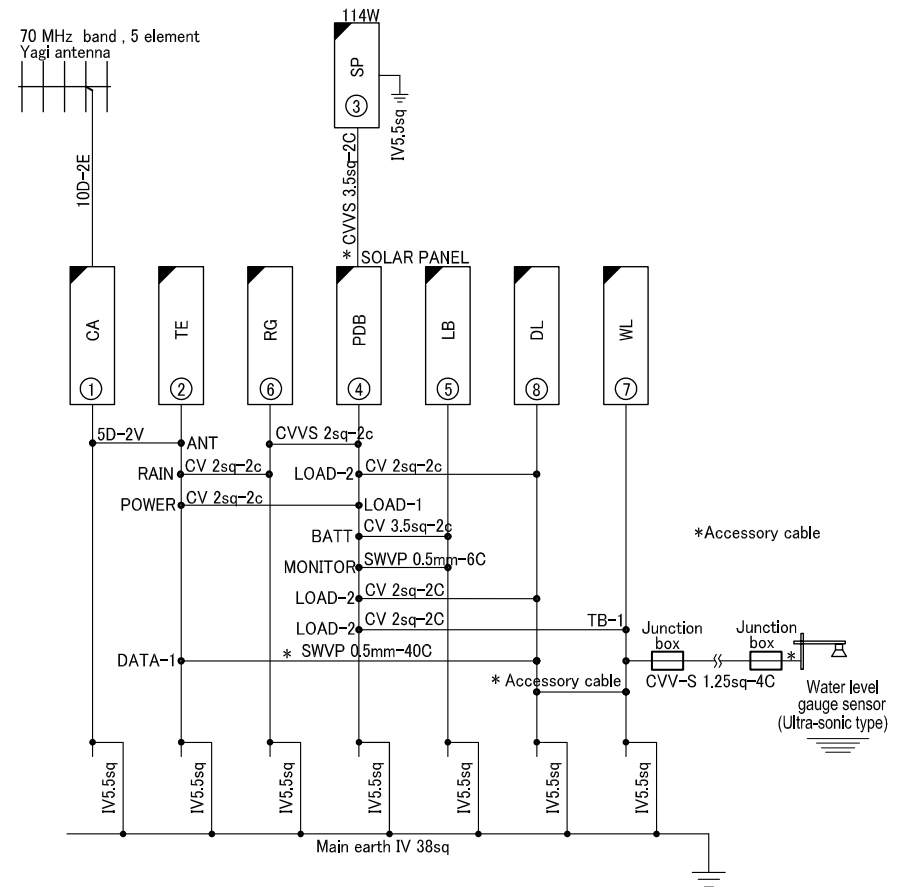 114W
70 MHz band , 5 element
Yagi antenna
SP
3
IV5.5sq
10D-2E
* CVVS 3.5sq-2C
SOLAR PANEL
CA
TE
RG
PDB
LB
DL
WL
1
2
6
4
5
8
7
5D-2V
ANT
CVVS 2sq-2c
RAIN
CV 2sq-2c
LOAD-2
CV 2sq-2c
POWER
CV 2sq-2c
LOAD-1
BATT
CV 3.5sq-2c
*Accessory cable
MONITOR
SWVP 0.5mm-6C
LOAD-2
CV 2sq-2C
LOAD-2
CV 2sq-2C
TB-1
Junction
box
Junction
box
*
DATA-1
* SWVP 0.5mm-40C
* Accessory cable
CVV-S 1.25sq-4C
Water level
gauge sensor
(Ultra-sonic type)
IV5.5sq
IV5.5sq
IV5.5sq
IV5.5sq
IV5.5sq
IV5.5sq
IV5.5sq
Main earth IV 38sq